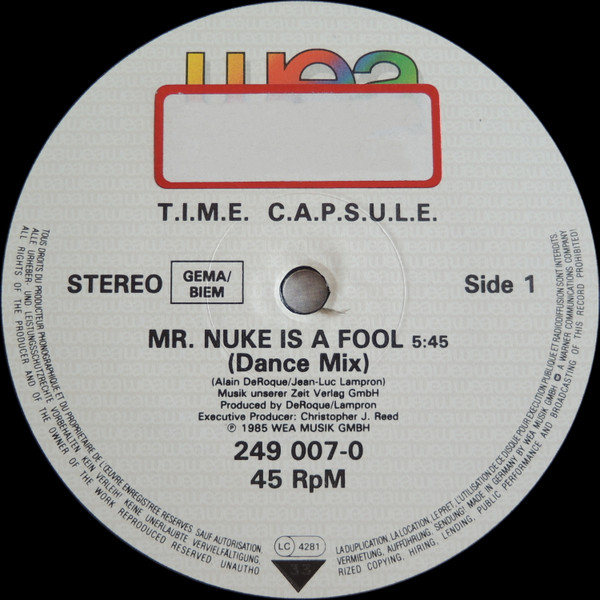 wea
T.I.M.E. C.A.P.S.U.L.E.
STEREO
GEMA/
BIEM
Side 1
MR. NUKE IS A FOOL 5:45
(Dance Mix)
(Alain DeRoque/Jean-Luc Lampron)
Musik unserer Zeit Verlag GmbH
Produced by DeRoque/Lampron
Executive Producer: Christopher J. Reed
℗ 1985 WEA MUSIK GMBH
249 007-0
45 RpM
LC 4281
33
TOUS DROITS DU PRODUCTEUR PHONOGRAPHIQUE ET DU PROPRIETAIRE DE L'ŒUVRE ENREGISTREE RESERVES SAUF AUTORISATION
LA DUPLICATION, LA LOCATION, LE PRET, L'UTILISATION DE CE DISQUE POUR EXECUTION PUBLIQUE ET RADIODIFFUSION SONT INTERDITS.
ALLE URHEBER- UND LEISTUNGSSCHUTZRECHTE VORBEHALTEN. KEIN VERLEIH! KEINE UNERLAUBTE VERVIELFÄLTIGUNG,
VERMIETUNG, AUFFÜHRUNG, SENDUNG! MADE IN GERMANY BY WEA MUSIK GMBH. A WARNER COMMUNICATIONS COMPANY
ALL RIGHTS OF THE PRODUCER AND OF THE OWNER OF THE WORK REPRODUCED RESERVED UNAUTHO
RIZED COPYING, HIRING, LENDING, PUBLIC PERFORMANCE AND BROADCASTING OF THIS RECORD PROHIBITED!